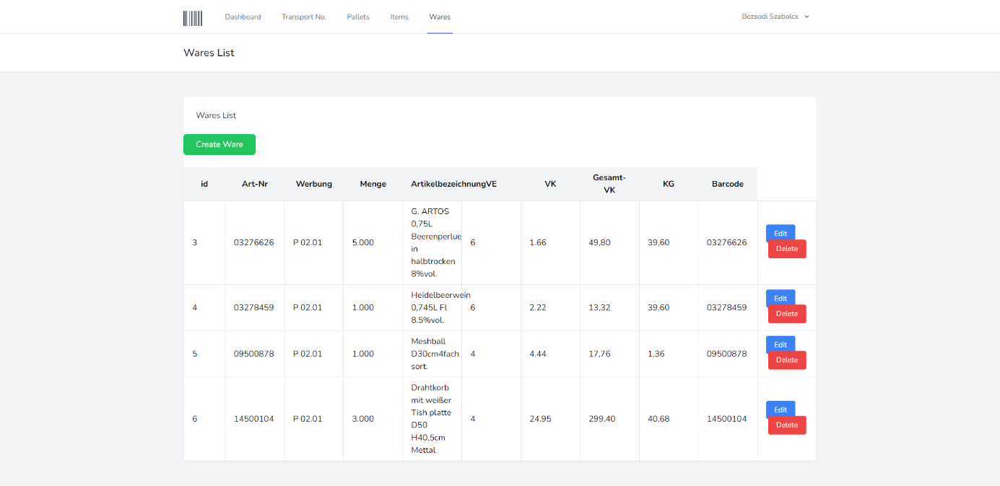 Dashboard Transport No. Pallets Items Wares Bozsodi Szabolcs
Wares List
Wares List
Create Ware
id Art-Nr Werbung Menge ArtikelbezeichnungVE VK Gesamt-VK KG Barcode
3 03276626 P 02.01 5.000
G. ARTOS
0,75L
Beerenperlue
in
halbtrocken
8%vol.
6 1.66 49,80 39,60 03276626
Edit
Delete
4 03278459 P 02.01 1.000
Heidelbeerwein
0,745L Fl
8.5%vol.
6 2.22 13,32 39,60 03278459
Edit
Delete
5 09500878 P 02.01 1.000
Meshball
D30cm4fach
sort.
4 4.44 17,76 1,36 09500878
Edit
Delete
6 14500104 P 02.01 3.000
Drahtkorb
mit weißer
Tish platte
D50
H40,5cm
Mettal
4 24.95 299,40 40,68 14500104
Edit
Delete